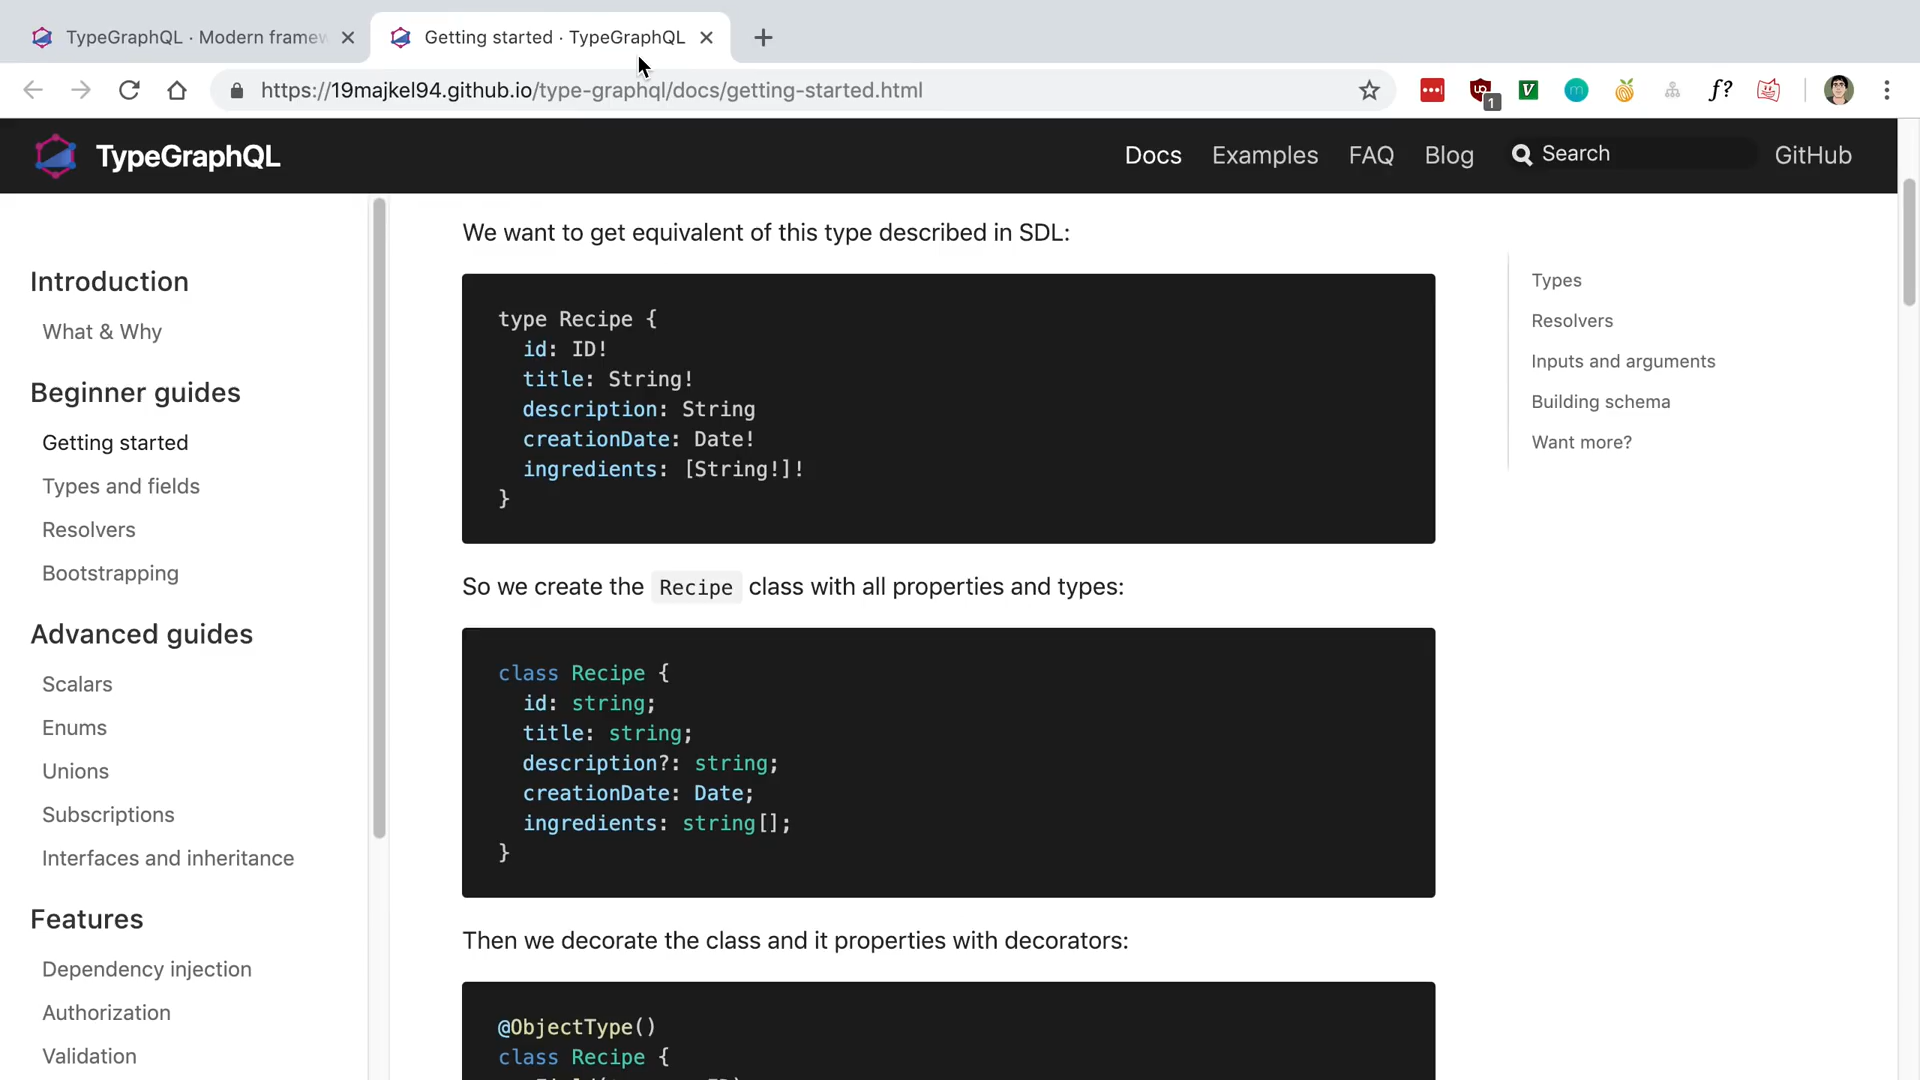 TypeGraphQL · Modern framew
Getting started · TypeGraphQL
https://19majkel94.github.io/type-graphql/docs/getting-started.html
1
V
m
f?
TypeGraphQL
Docs
Examples
FAQ
Blog
Search
GitHub
Introduction
What & Why
Beginner guides
Getting started
Types and fields
Resolvers
Bootstrapping
Advanced guides
Scalars
Enums
Unions
Subscriptions
Interfaces and inheritance
Features
Dependency injection
Authorization
Validation
We want to get equivalent of this type described in SDL:
type Recipe {
id: ID!
title: String!
description: String
creationDate: Date!
ingredients: [String!]!
}
So we create the Recipe class with all properties and types:
class Recipe {
id: string;
title: string;
description?: string;
creationDate: Date;
ingredients: string[];
}
Then we decorate the class and it properties with decorators:
@ObjectType()
class Recipe {
Types
Resolvers
Inputs and arguments
Building schema
Want more?